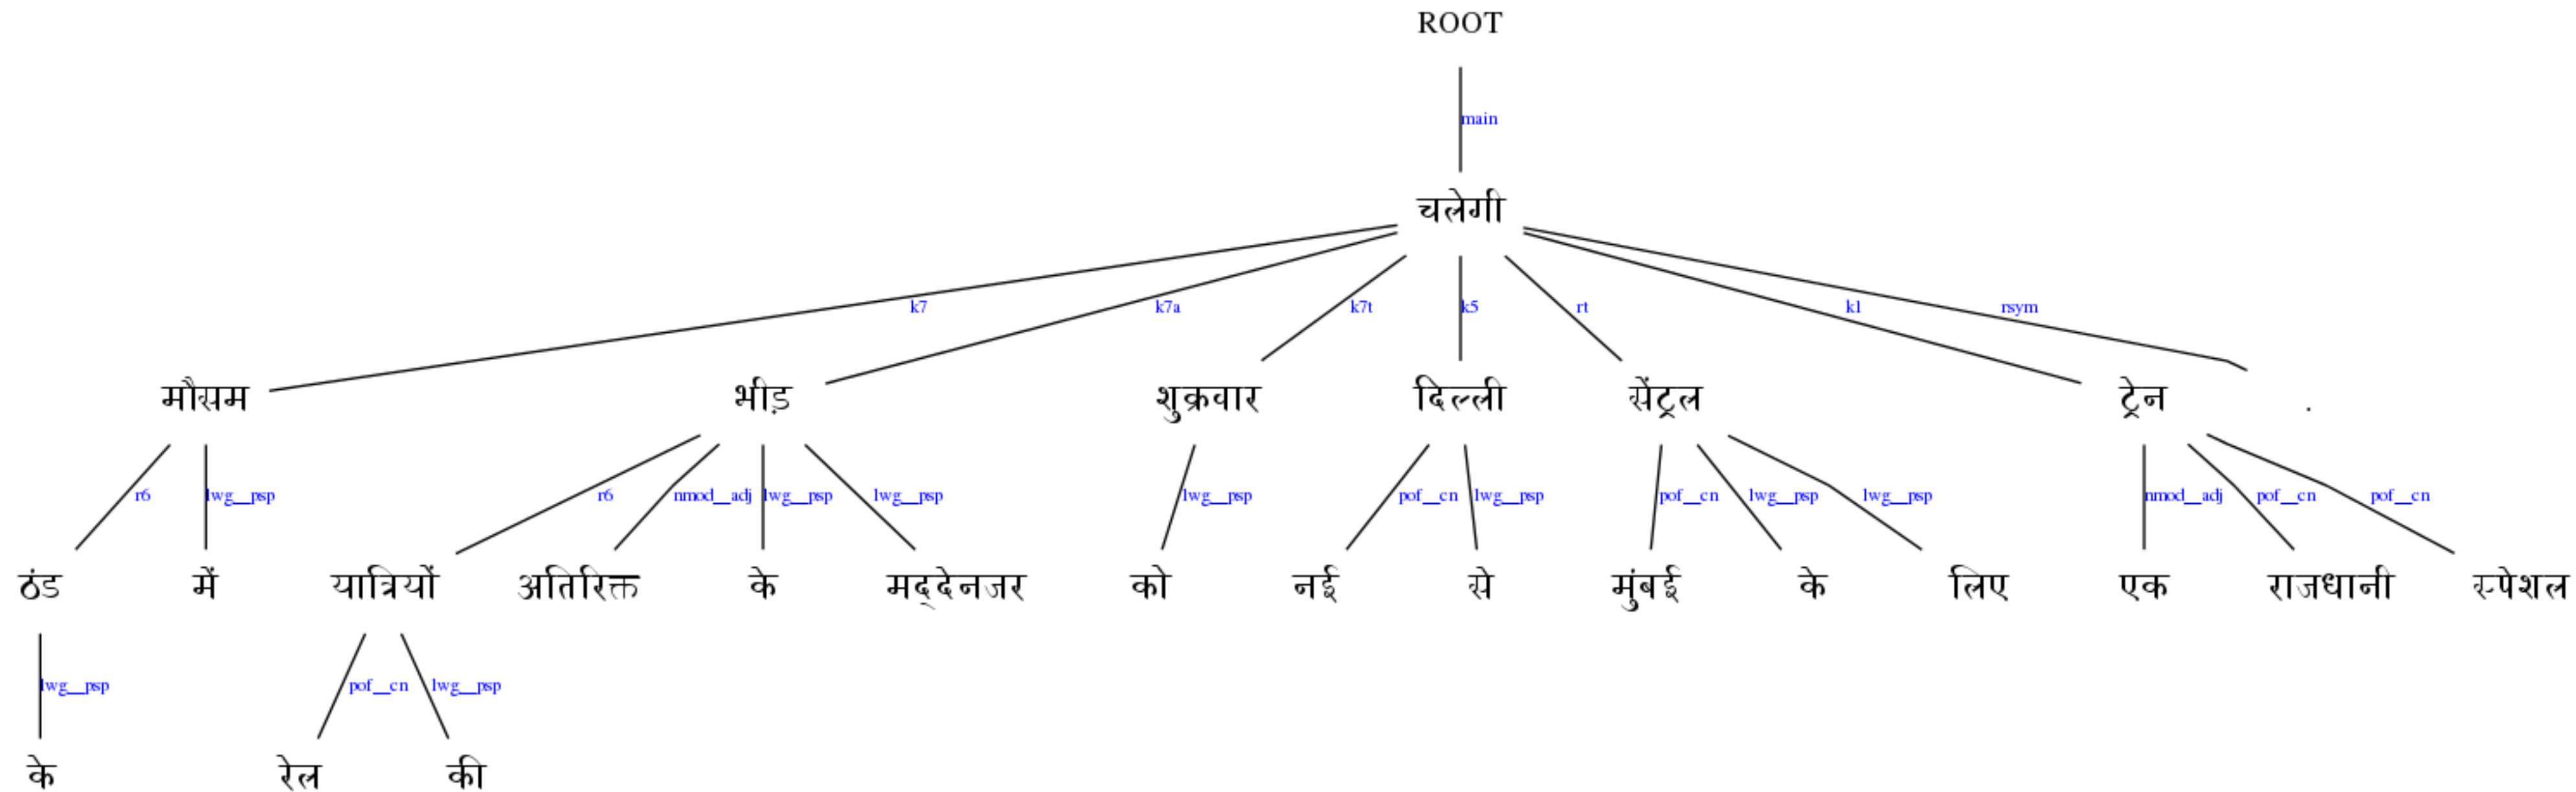 ROOT
main
चलेगी
k7 k7a k7t k5 rt k1 rsym
मौसम भीड़ शुक्रवार दिल्ली सेंट्रल ट्रेन .
r6 lwg__psp r6 nmod__adj lwg__psp lwg__psp lwg__psp pof__cn lwg__psp pof__cn lwg__psp lwg__psp nmod__adj pof__cn pof__cn
ठंड में यात्रियों अतिरिक्त के मद्देनजर को नई से मुंबई के लिए एक राजधानी स्पेशल
lwg__psp pof__cn lwg__psp
के रेल की